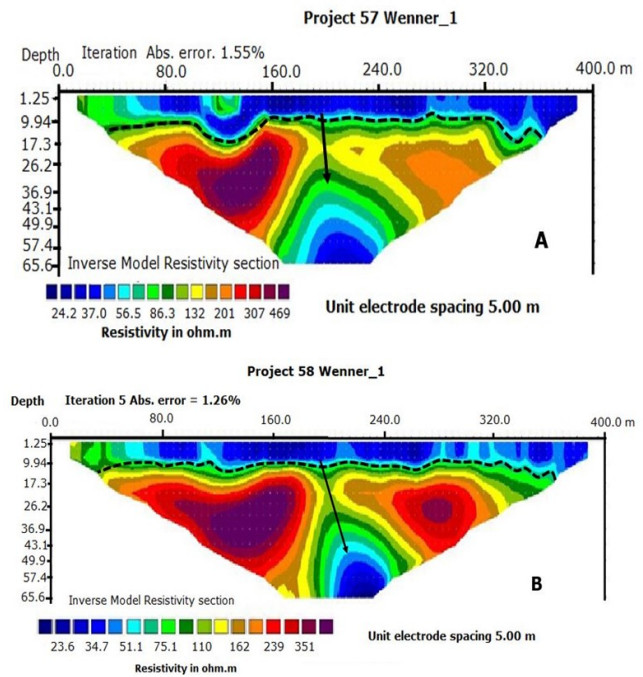 Project 57 Wenner_1
Depth Iteration Abs. error. 1.55%
0.0 80.0 160.0 240.0 320.0 400.0 m
1.25
9.94
17.3
26.2
36.9
43.1
49.9
57.4
65.6
A
Inverse Model Resistivity section
24.2 37.0 56.5 86.3 132 201 307 469
Resistivity in ohm.m
Unit electrode spacing 5.00 m
Project 58 Wenner_1
Depth Iteration 5 Abs. error = 1.26%
0.0 80.0 160.0 240.0 320.0 400.0 m
1.25
9.94
17.3
26.2
36.9
43.1
49.9
57.4
65.6
B
Inverse Model Resistivity section
23.6 34.7 51.1 75.1 110 162 239 351
Resistivity in ohm.m
Unit electrode spacing 5.00 m